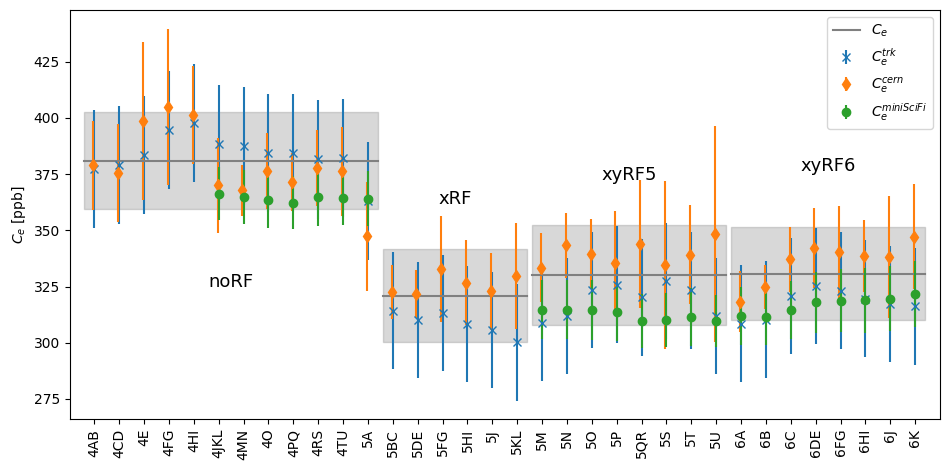 425
400
375
350
325
300
275
C_e [ppb]
C_e
C_e^{trk}
C_e^{cern}
C_e^{miniSciFi}
noRF
xRF
xyRF5
xyRF6
4AB
4CD
4E
4FG
4HI
4JKL
4MN
4O
4PQ
4RS
4TU
5A
5BC
5DE
5FG
5HI
5J
5KL
5M
5N
5O
5P
5QR
5S
5T
5U
6A
6B
6C
6DE
6FG
6HI
6J
6K